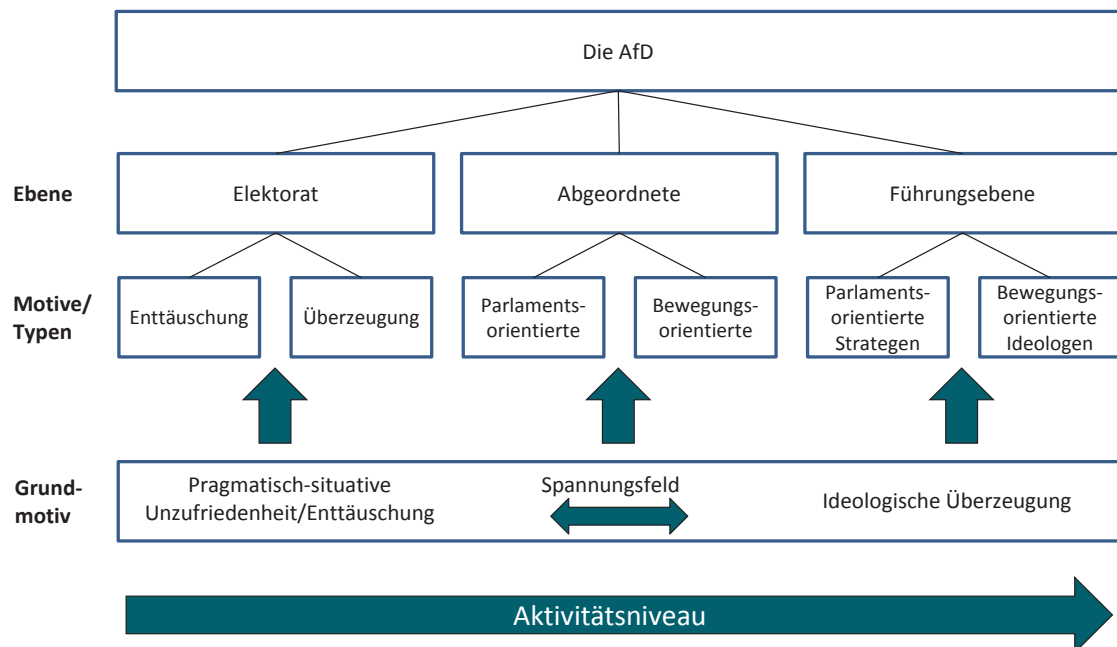 Die AfD
Ebene
Elektorat
Abgeordnete
Führungsebene
Motive/
Typen
Enttäuschung
Überzeugung
Parlaments-
orientierte
Bewegungs-
orientierte
Parlaments-
orientierte
Strategen
Bewegungs-
orientierte
Ideologen
Grund-
motiv
Pragmatisch-situative
Unzufriedenheit/Enttäuschung
Spannungsfeld
Ideologische Überzeugung
Aktivitätsniveau